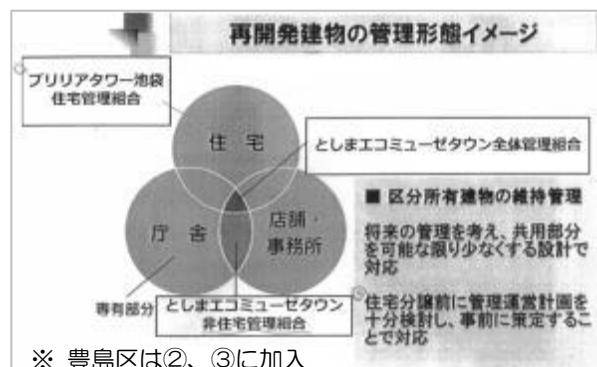 再開発建物の管理形態イメージ
ブリリアタワー池袋
住宅管理組合
住 宅
としまエコミューゼタウン全体管理組合
庁 舎
店舗・
事務所
専有部分
としまエコミューゼタウン
非住宅管理組合
■ 区分所有建物の維持管理
将来の管理を考え、共用部分
を可能な限り少なくする設計で
対応
住宅分譲前に管理運営計画を
十分検討し、事前に策定するこ
とで対応
※ 豊島区は②、③に加入